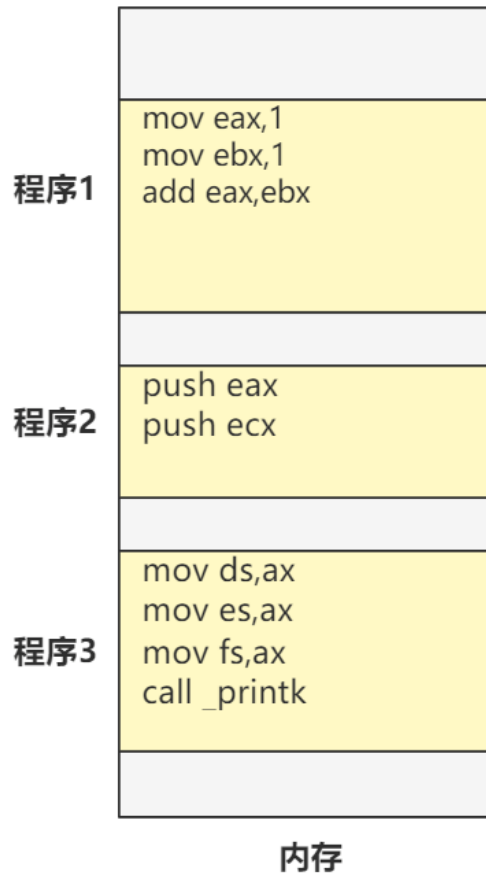 程序1
mov eax,1
mov ebx,1
add eax,ebx
程序2
push eax
push ecx
程序3
mov ds,ax
mov es,ax
mov fs,ax
call _printk
内存